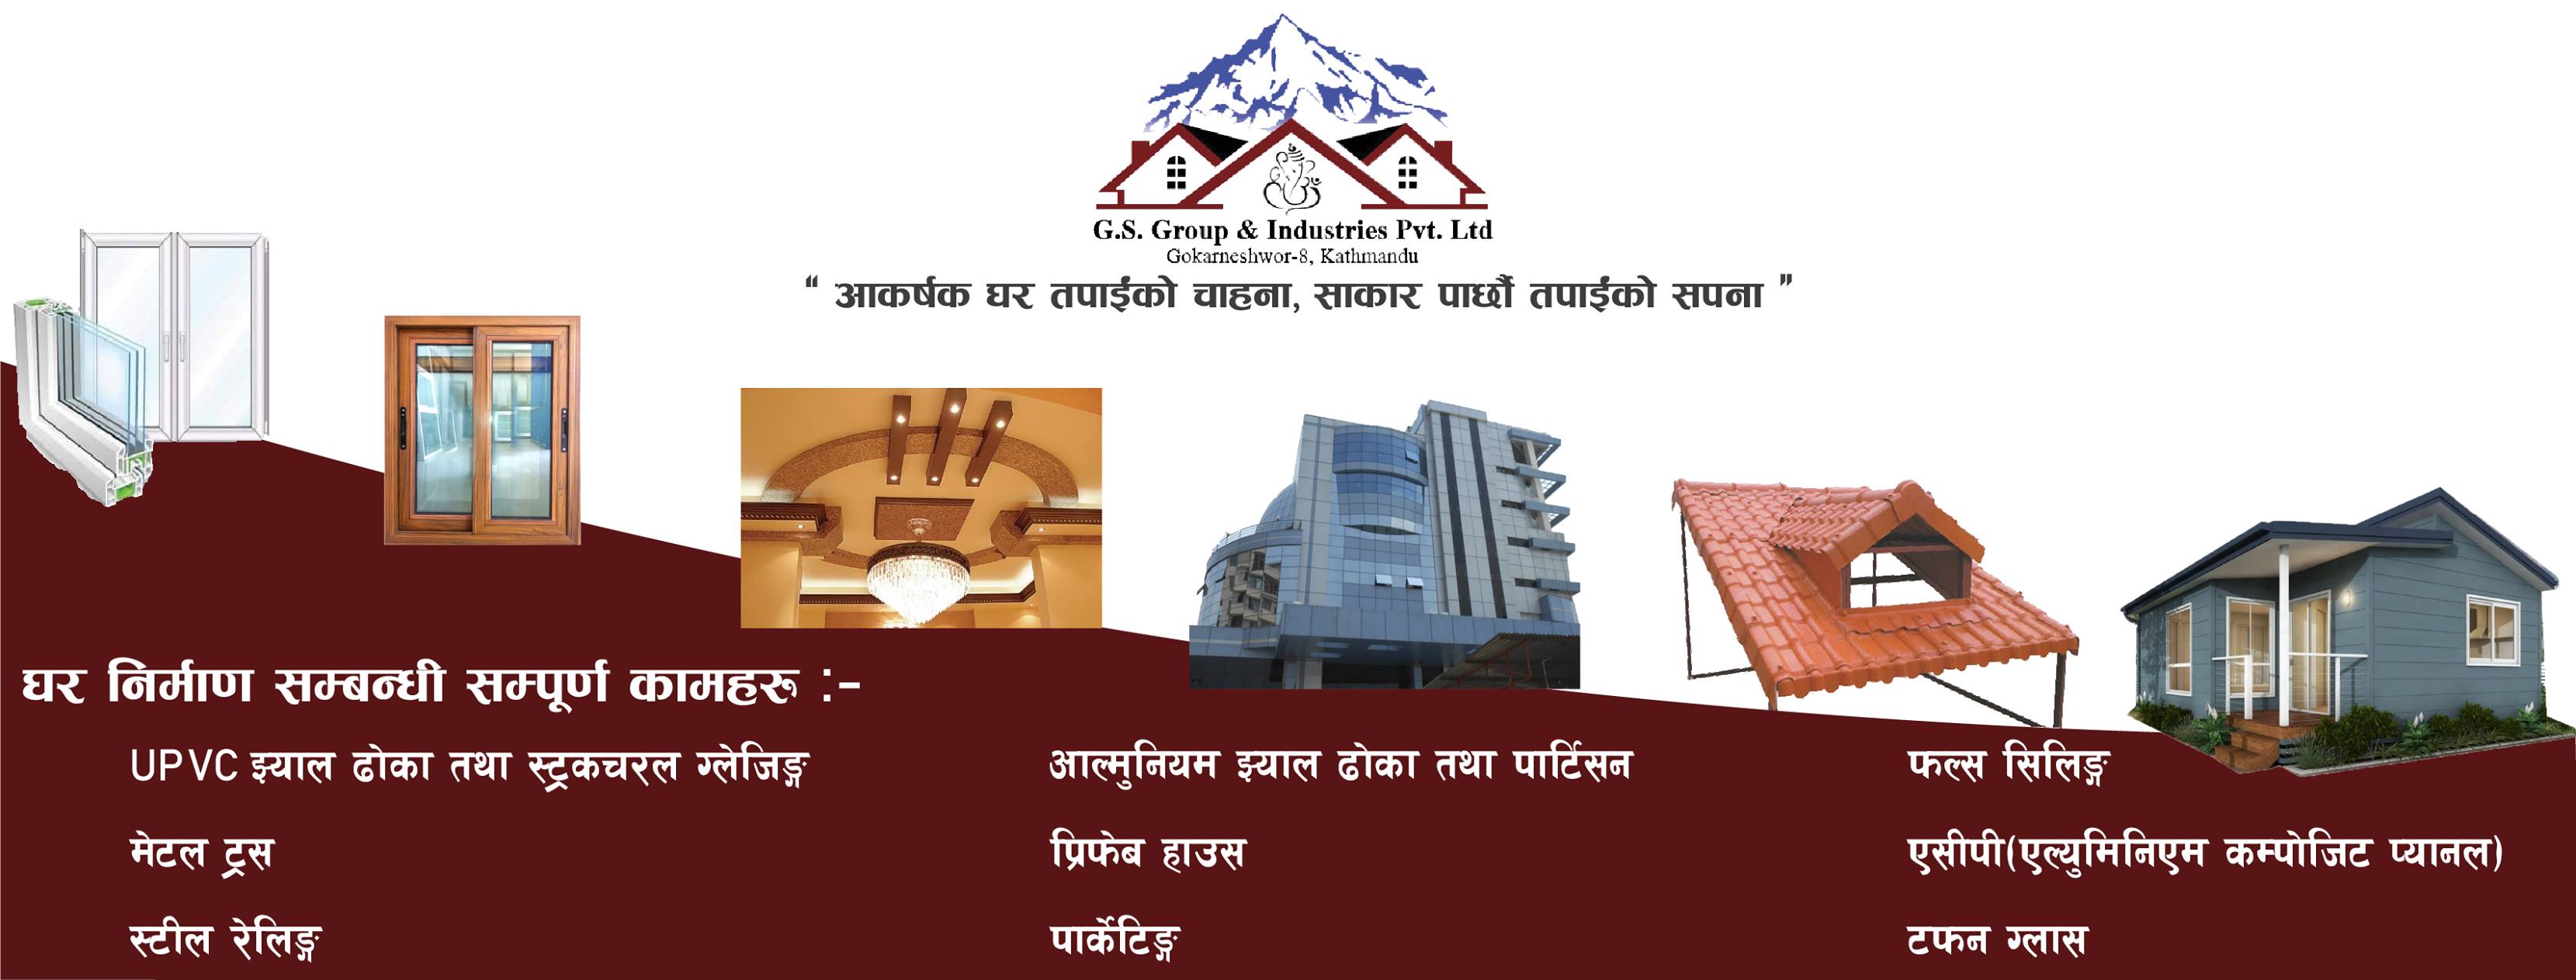 G.S. Group & Industries Pvt. Ltd
Gokarneshwor-8, Kathmandu
“ आकर्षक घर तपाईंको चाहना, साकार पार्छौं तपाईंको सपना ”
घर निर्माण सम्बन्धी सम्पूर्ण कामहरू :-
UPVC झ्याल ढोका तथा स्ट्रकचरल ग्लेजिङ्ग
आल्मुनियम झ्याल ढोका तथा पार्टिसन
फल्स सिलिङ्ग
मेटल ट्रस
प्रिफेब हाउस
एसीपी(एल्युमिनिएम कम्पोजिट प्यानल)
स्टील रेलिङ्ग
पार्केटिङ्ग
टफन ग्लास